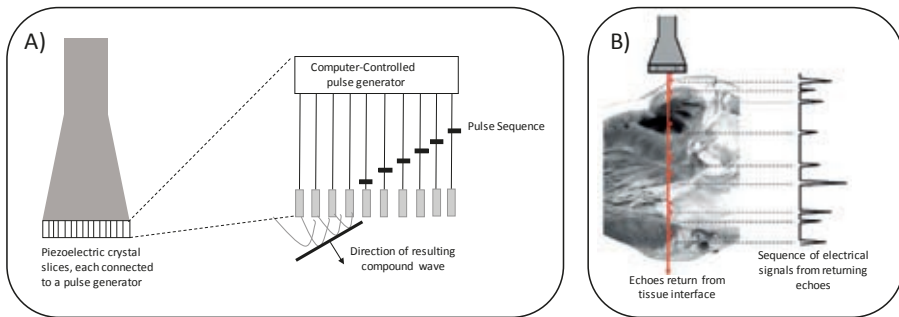 A)
Computer-Controlled
pulse generator
Pulse Sequence
Piezoelectric crystal
slices, each connected
to a pulse generator
Direction of resulting
compound wave
B)
Echoes return from
tissue interface
Sequence of electrical
signals from returning
echoes